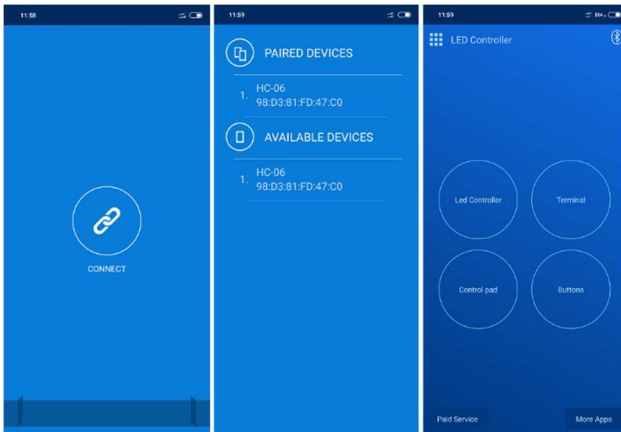 11:58
CONNECT
11:59
PAIRED DEVICES
1. HC-06
98:D3:81:FD:47:C0
AVAILABLE DEVICES
1. HC-06
98:D3:81:FD:47:C0
11:59
LED Controller
Led Controller
Terminal
Control pad
Buttons
Paid Service
More Apps